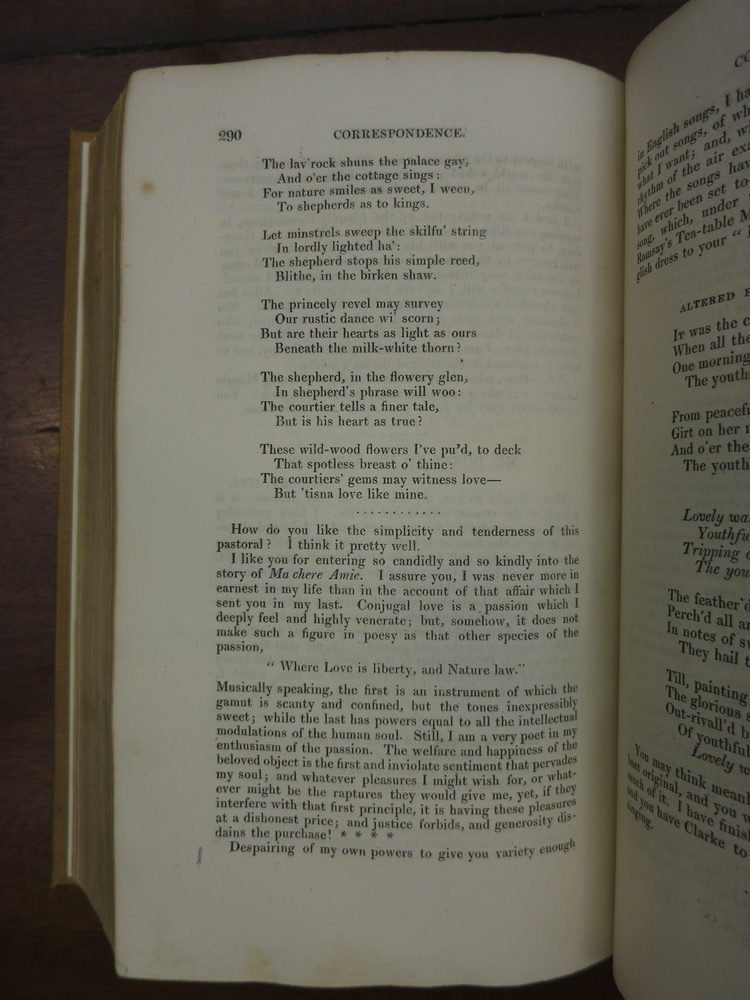 290 CORRESPONDENCE.
The lav'rock shuns the palace gay,
And o'er the cottage sings:
For nature smiles as sweet, I ween,
To shepherds as to kings.
Let minstrels sweep the skilfu' string
In lordly lighted ha':
The shepherd stops his simple reed,
Blithe, in the birken shaw.
The princely revel may survey
Our rustic dance wi' scorn;
But are their hearts as light as ours
Beneath the milk-white thorn?
The shepherd, in the flowery glen,
In shepherd's phrase will woo:
The courtier tells a finer tale,
But is his heart as true?
These wild-wood flowers I've pu'd, to deck
That spotless breast o' thine:
The courtiers' gems may witness love—
But 'tisna love like mine.
. . . . . . . . . . . .
How do you like the simplicity and tenderness of this
pastoral? I think it pretty well.
I like you for entering so candidly and so kindly into the
story of Ma chere Amie. I assure you, I was never more in
earnest in my life than in the account of that affair which I
sent you in my last. Conjugal love is a passion which I
deeply feel and highly venerate; but, somehow, it does not
make such a figure in poesy as that other species of the
passion,
“ Where Love is liberty, and Nature law.”
Musically speaking, the first is an instrument of which the
gamut is scanty and confined, but the tones inexpressibly
sweet; while the last has powers equal to all the intellectual
modulations of the human soul. Still, I am a very poet in my
enthusiasm of the passion. The welfare and happiness of the
beloved object is the first and inviolate sentiment that pervades
my soul; and whatever pleasures I might wish for, or what-
ever might be the raptures they would give me, yet, if they
interfere with that first principle, it is having these pleasures
at a dishonest price; and justice forbids, and generosity dis-
dains the purchase! * * * *
Despairing of my own powers to give you variety enough
in English songs, I ha
pick out songs, of wh
what I want; and, wi
rhythm of the air exa
Where the songs hav
have ever been set to
song, which, under
Ramsay's Tea-table M
glish dress to your “
ALTERED
IT was the c
When all the
One morning
The youth
From peacefu
Girt on her
And o'er the
The youth
Lovely wa
Youthfu
Tripping
The you
The feather'd
Perch'd all a
In notes of sw
They hail t
Till, painting
The glorious s
Out-rivall'd b
Of youthful
Lovely w
You may think meanl
but original, and you w
much of it. I have finis
and you have Clarke to
singing.